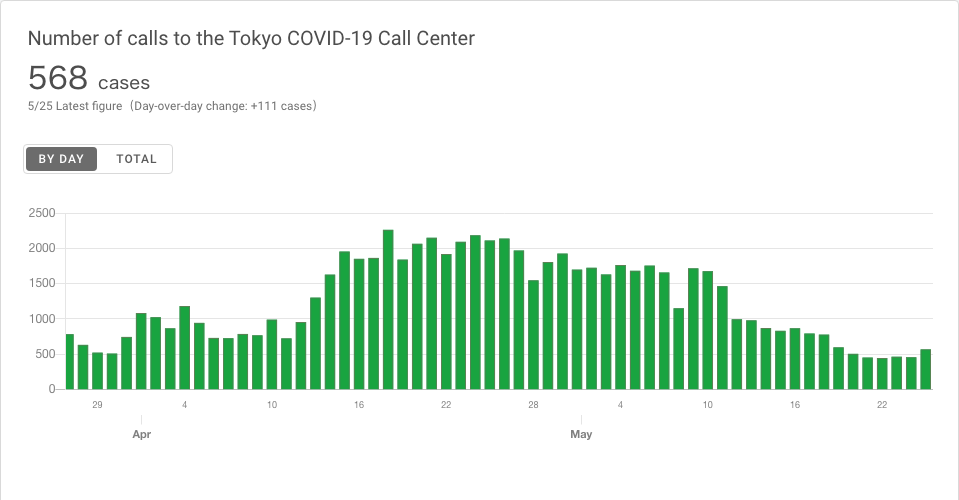 Number of calls to the Tokyo COVID-19 Call Center
568 cases
5/25 Latest figure（Day-over-day change: +111 cases）
BY DAY TOTAL
2500
2000
1500
1000
500
0
29 4 10 16 22 28 4 10 16 22
Apr May